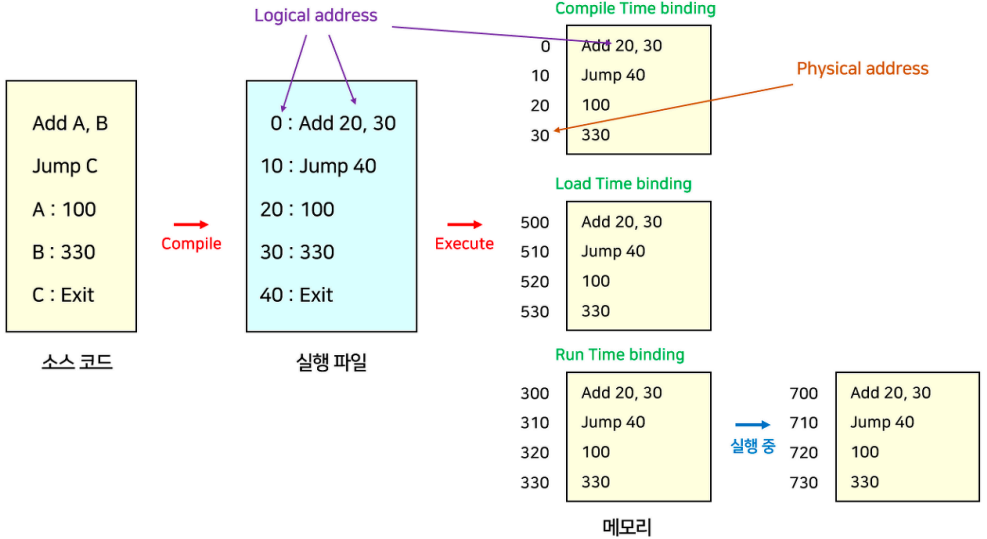 Logical address
Add A, B
Jump C
A : 100
B : 330
C : Exit
소스 코드
Compile
0 : Add 20, 30
10 : Jump 40
20 : 100
30 : 330
40 : Exit
실행 파일
Execute
Compile Time binding
0 Add 20, 30
10 Jump 40
20 100
30 330
Physical address
Load Time binding
500 Add 20, 30
510 Jump 40
520 100
530 330
Run Time binding
300 Add 20, 30
310 Jump 40
320 100
330 330
실행 중
700 Add 20, 30
710 Jump 40
720 100
730 330
메모리